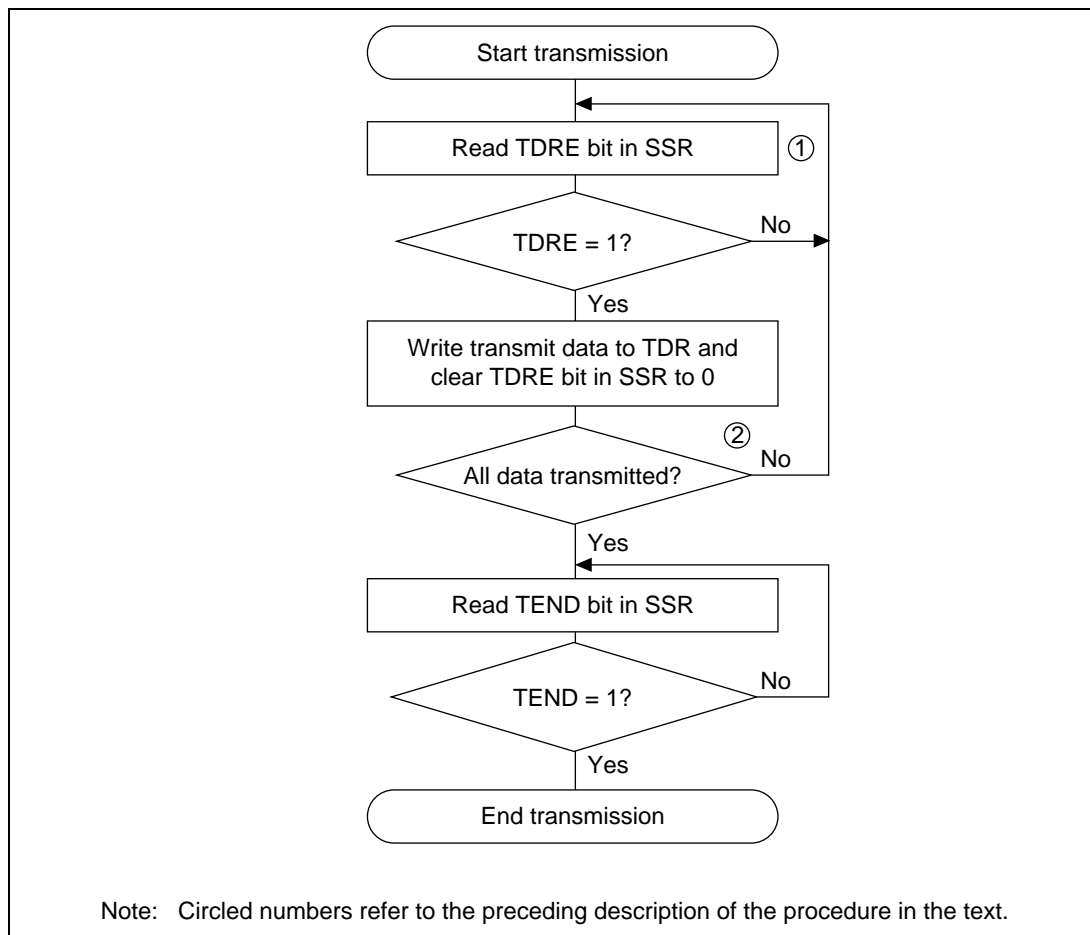 Start transmission
Read TDRE bit in SSR
①
TDRE = 1?
No
Yes
Write transmit data to TDR and
clear TDRE bit in SSR to 0
②
All data transmitted?
No
Yes
Read TEND bit in SSR
TEND = 1?
No
Yes
End transmission
Note: Circled numbers refer to the preceding description of the procedure in the text.